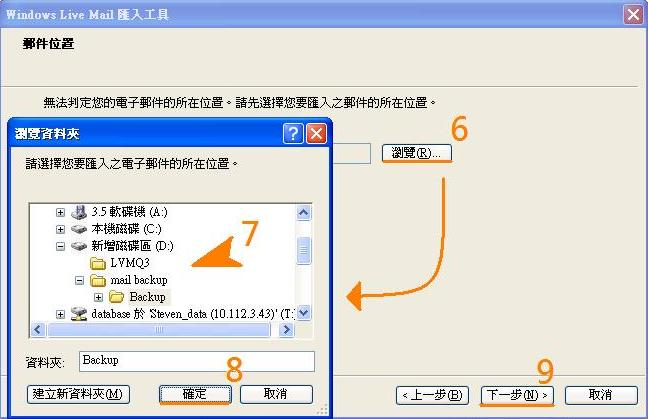 Windows Live Mail 匯入工具
郵件位置
無法判定您的電子郵件的所在位置。請先選擇您要匯入之郵件的所在位置。
6
瀏覽(R)...
瀏覽資料夾
請選擇您要匯入之電子郵件的所在位置。
3.5 軟碟機 (A:)
本機磁碟 (C:)
新增磁碟區 (D:)
7
LVMQ3
mail backup
Backup
database 於 'Steven_data (10.112.3.43)' (T:
資料夾: Backup
8
建立新資料夾(M) 確定 取消
9
< 上一步(B) 下一步(N) > 取消